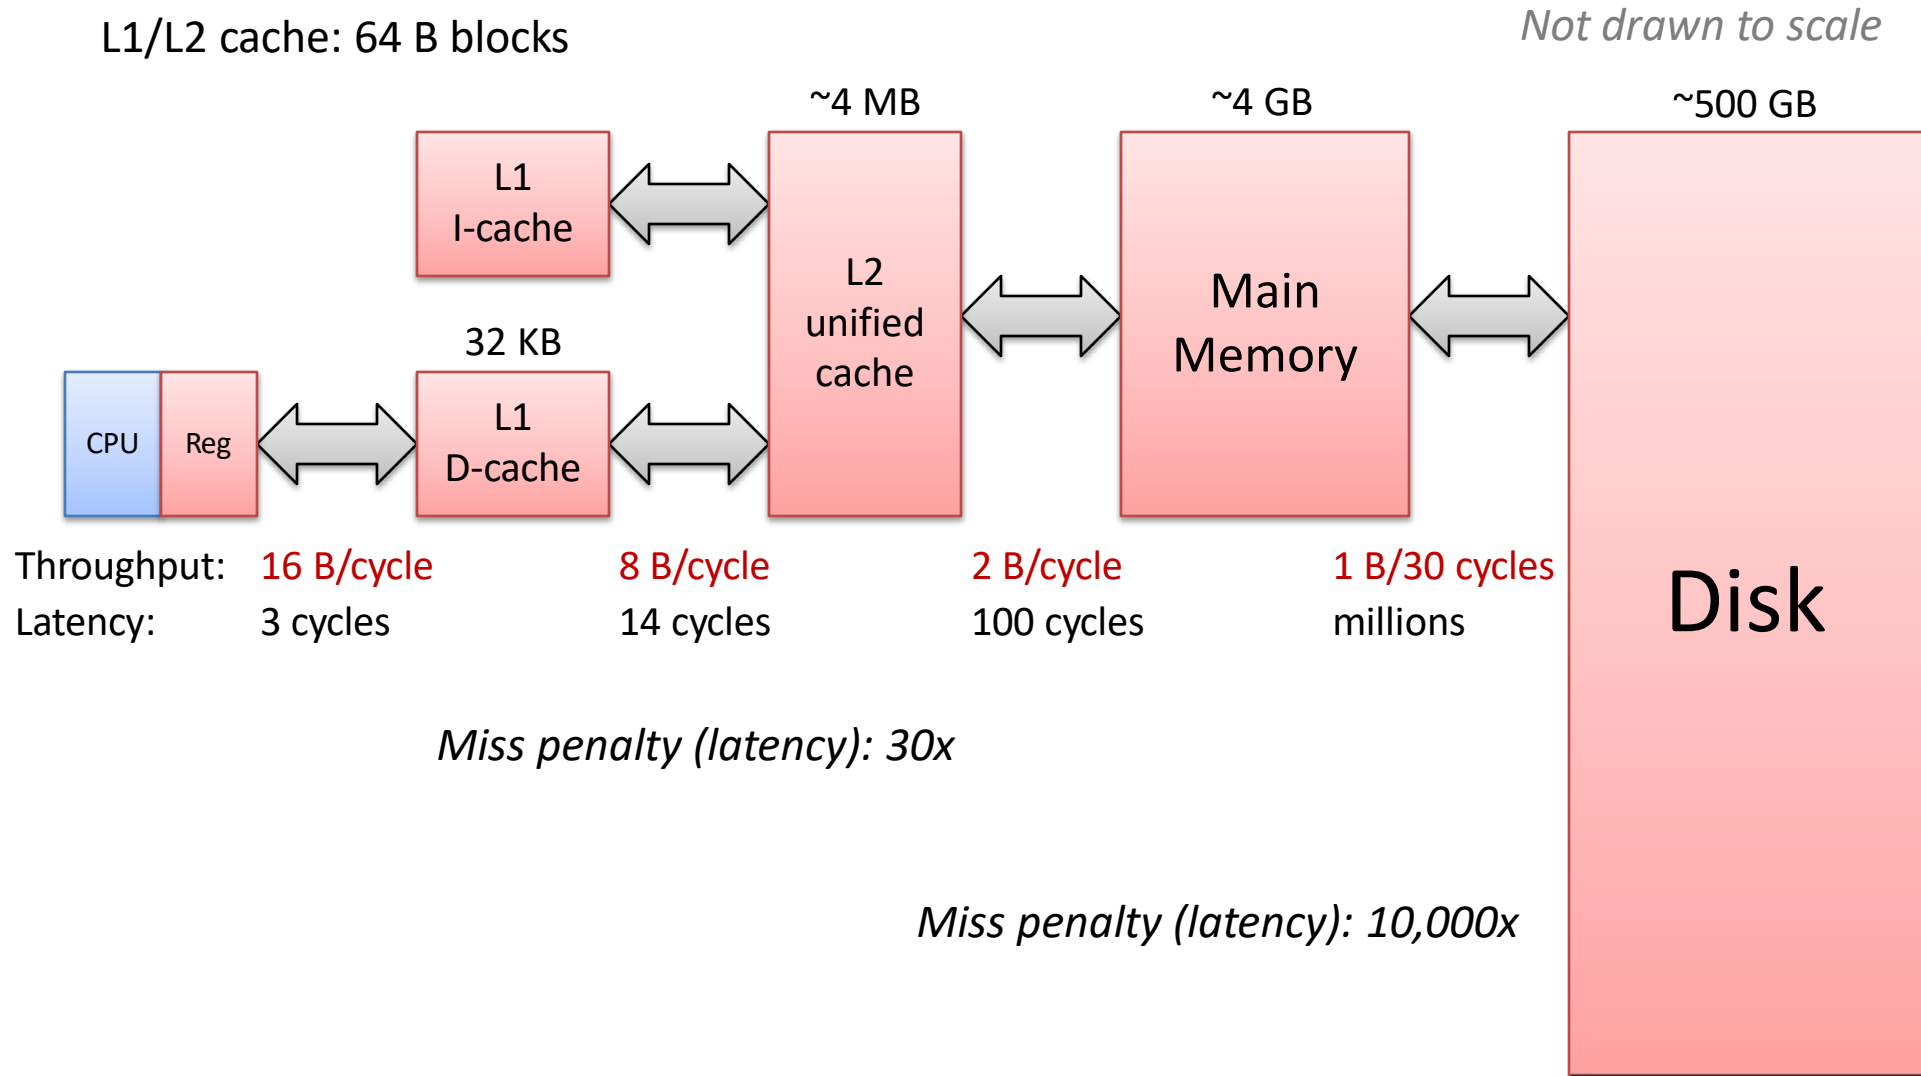 L1/L2 cache: 64 B blocks
Not drawn to scale
~4 MB
~4 GB
~500 GB
L1
I-cache
L2
unified
cache
Main
Memory
32 KB
CPU
Reg
L1
D-cache
Throughput: 16 B/cycle 8 B/cycle 2 B/cycle 1 B/30 cycles
Latency: 3 cycles 14 cycles 100 cycles millions
Disk
Miss penalty (latency): 30x
Miss penalty (latency): 10,000x